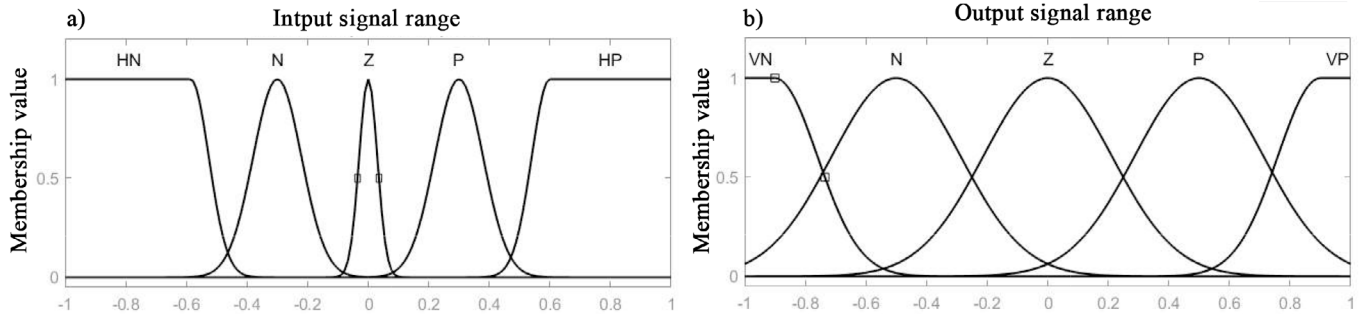 a) Intput signal range
HN N Z P HP
1
0.5
0
Membership value
-1 -0.8 -0.6 -0.4 -0.2 0 0.2 0.4 0.6 0.8 1
b) Output signal range
VN N Z P VP
1
0.5
0
Membership value
-1 -0.8 -0.6 -0.4 -0.2 0 0.2 0.4 0.6 0.8 1